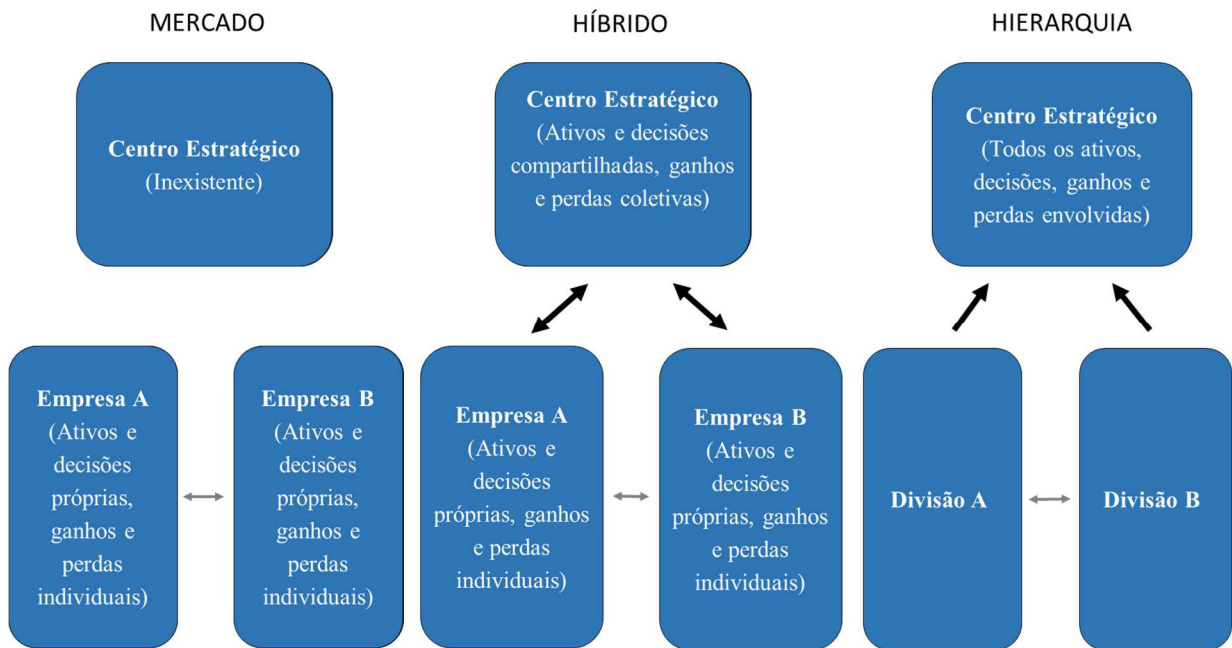 MERCADO
HÍBRIDO
HIERARQUIA
Centro Estratégico
(Inexistente)
Centro Estratégico
(Ativos e decisões
compartilhadas, ganhos
e perdas coletivas)
Centro Estratégico
(Todos os ativos,
decisões, ganhos e
perdas envolvidas)
Empresa A
(Ativos e
decisões
próprias,
ganhos e
perdas
individuais)
Empresa B
(Ativos e
decisões
próprias,
ganhos e
perdas
individuais)
Empresa A
(Ativos e
decisões
próprias, ganhos
e perdas
individuais)
Empresa B
(Ativos e
decisões
próprias, ganhos
e perdas
individuais)
Divisão A
Divisão B